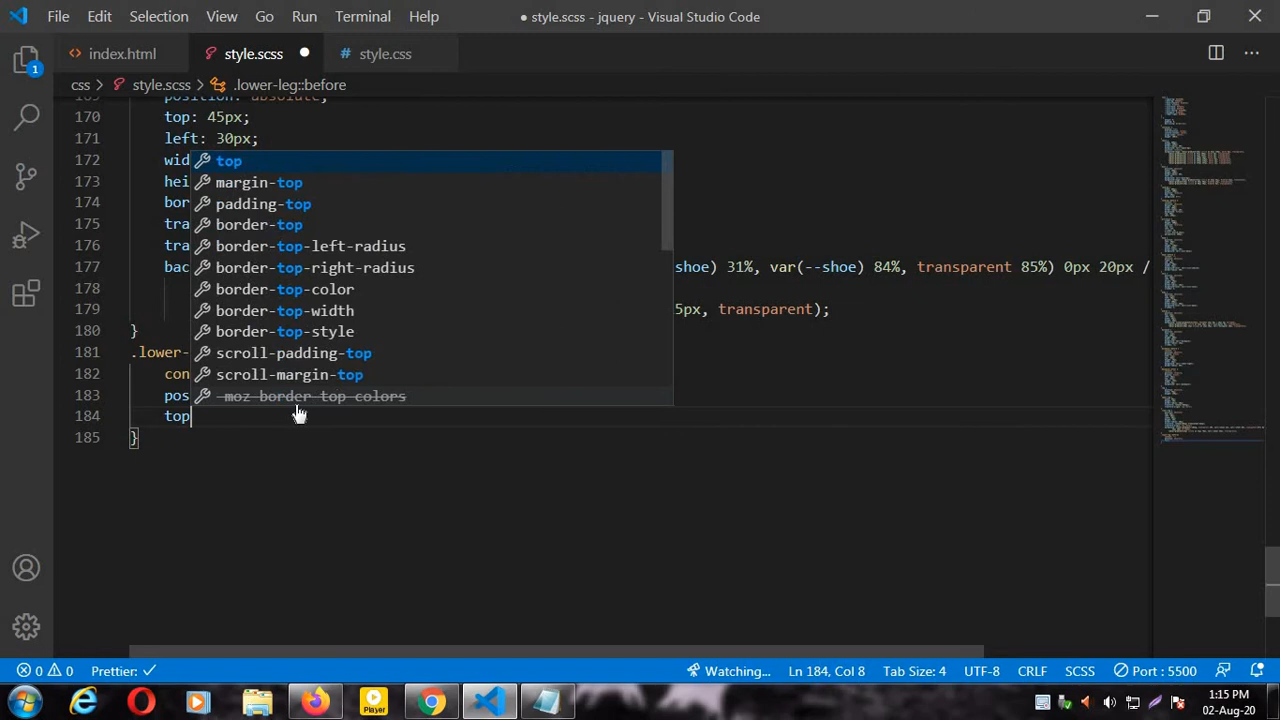 File Edit Selection View Go Run Terminal Help ● style.scss - jquery - Visual Studio Code
index.html style.scss ● # style.css
css > style.scss > .lower-leg::before
169 position: absolute;
170 top: 45px;
171 left: 30px;
172 wid
173 hei
174 bor
175 tra
176 tra
177 bac shoe) 31%, var(--shoe) 84%, transparent 85%) 0px 20px /
178
179 5px, transparent);
180 }
181 .lower-
182 con
183 pos
184 top
185 }
top
margin-top
padding-top
border-top
border-top-left-radius
border-top-right-radius
border-top-color
border-top-width
border-top-style
scroll-padding-top
scroll-margin-top
-moz-border-top-colors
1
0 0 Prettier: ✓ Watching... Ln 184, Col 8 Tab Size: 4 UTF-8 CRLF SCSS Port : 5500
Player
1:15 PM
02-Aug-20